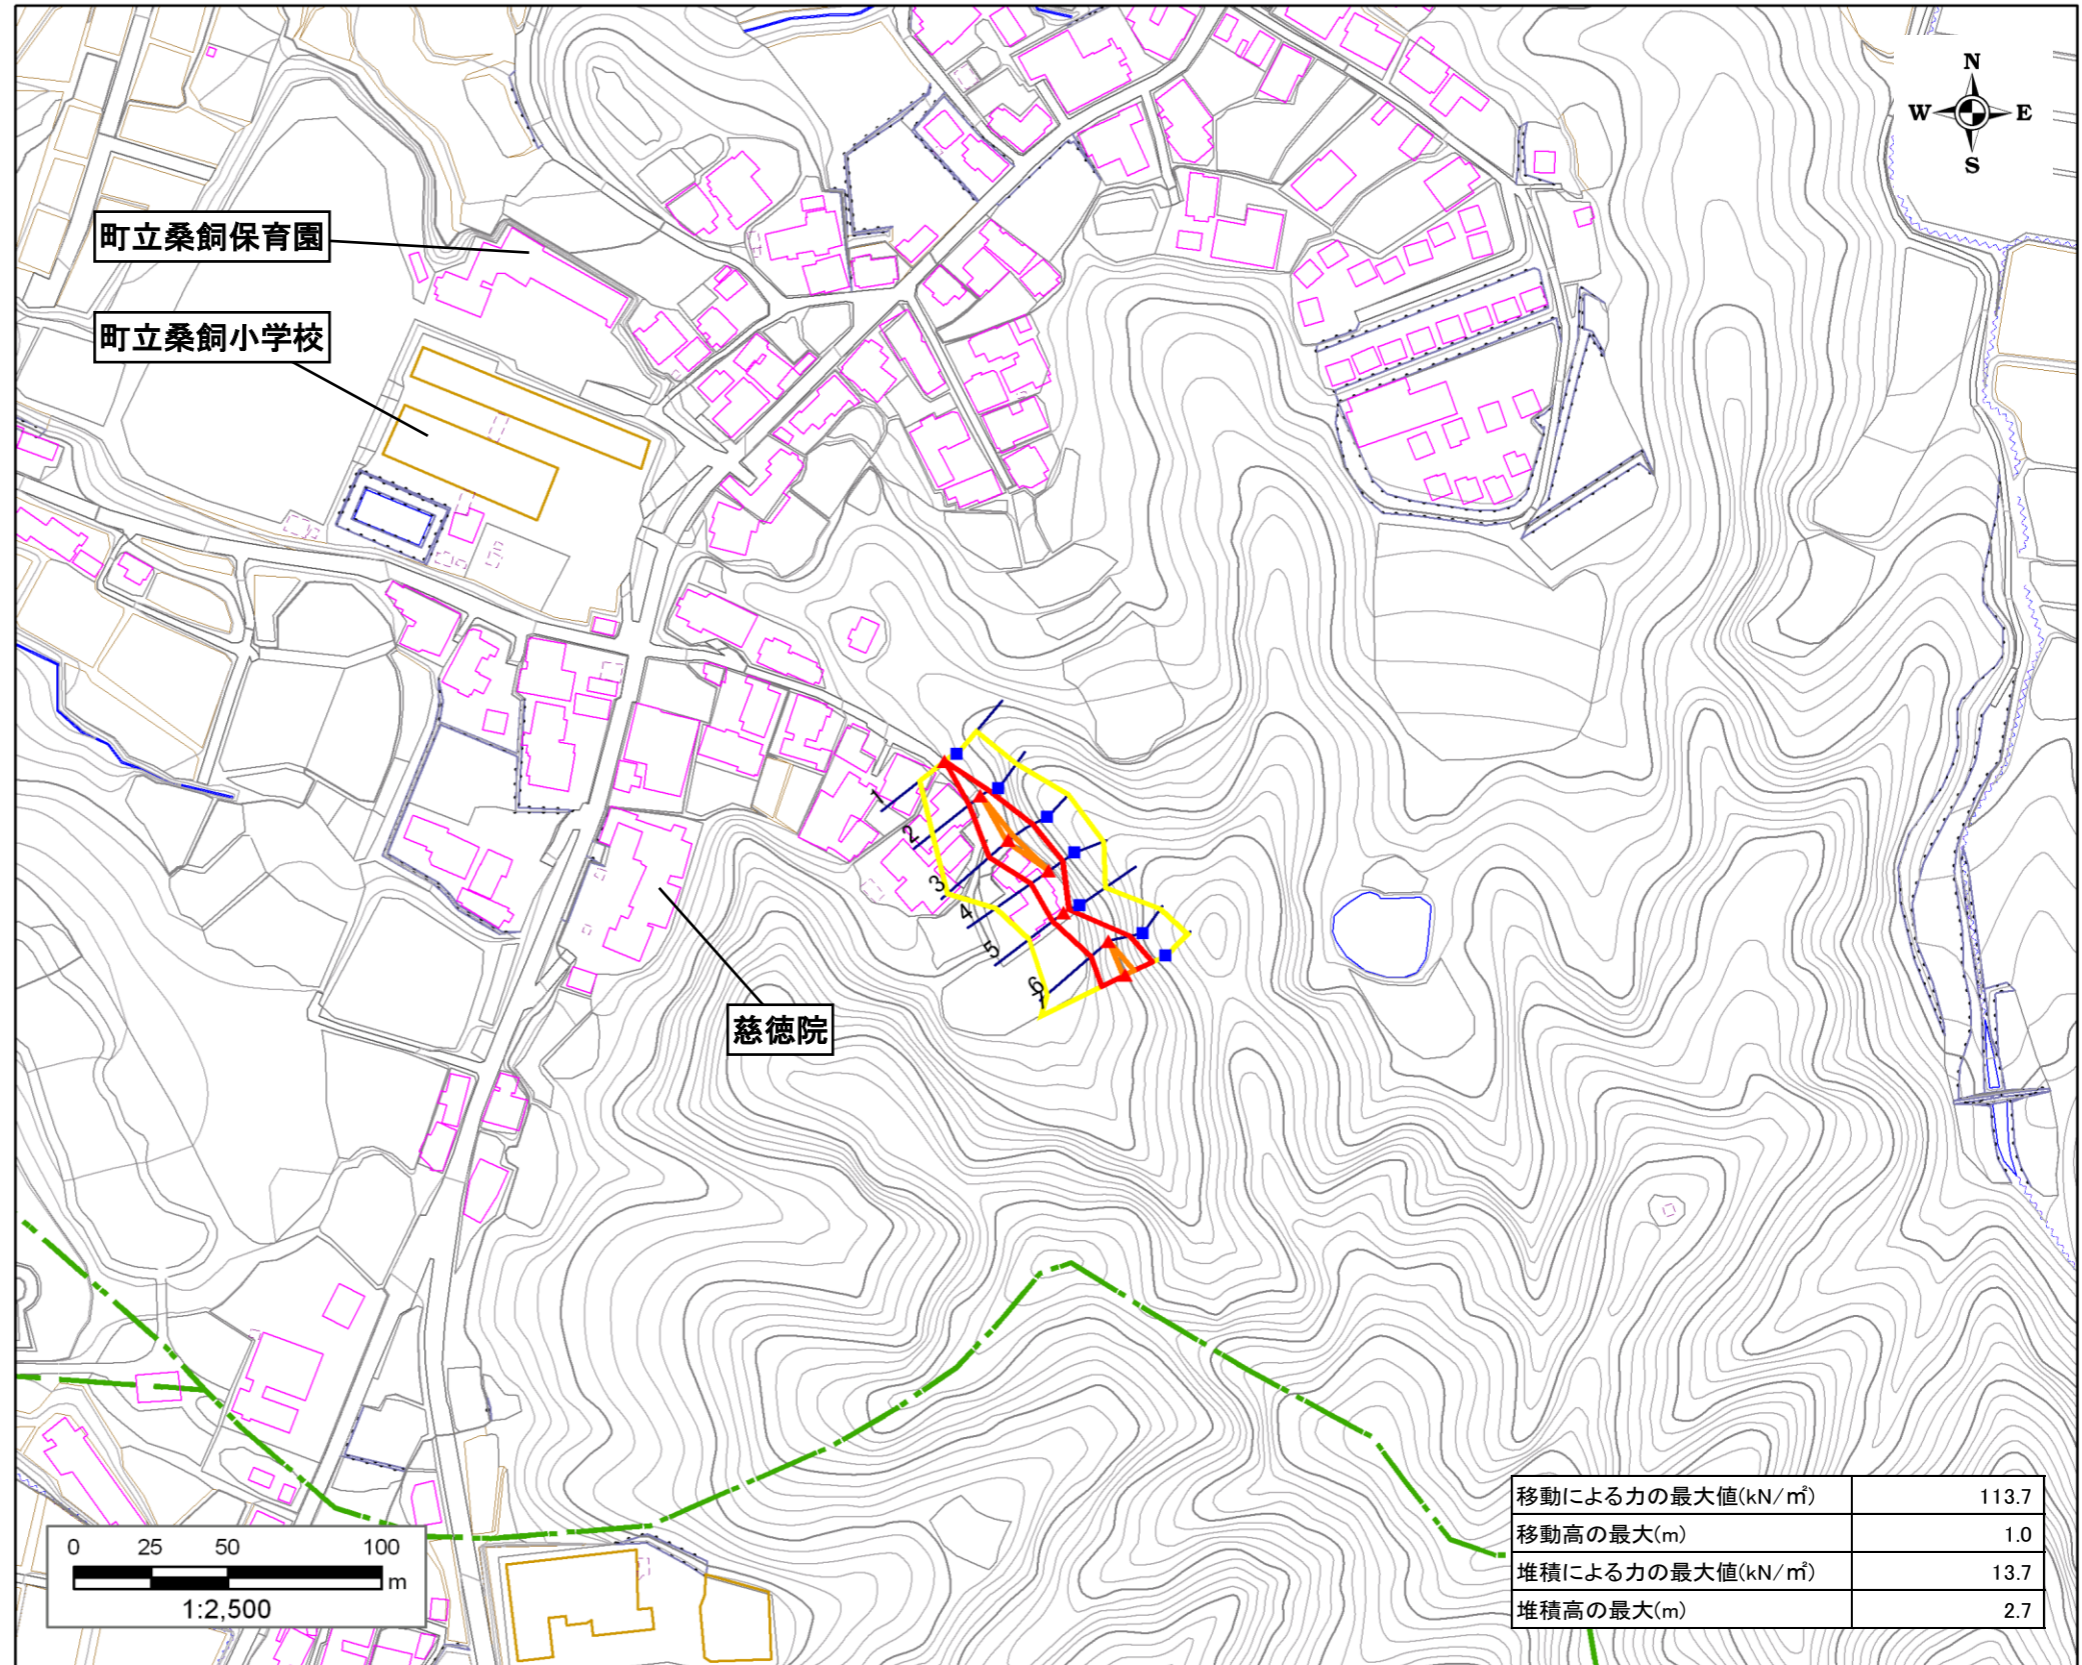 N
W E
S
町立桑飼保育園
町立桑飼小学校
1
2
3
4
5
6
慈徳院
移動による力の最大値(kN/㎡) 113.7
移動高の最大(m) 1.0
堆積による力の最大値(kN/㎡) 13.7
堆積高の最大(m) 2.7
0 25 50 100
m
1:2,500